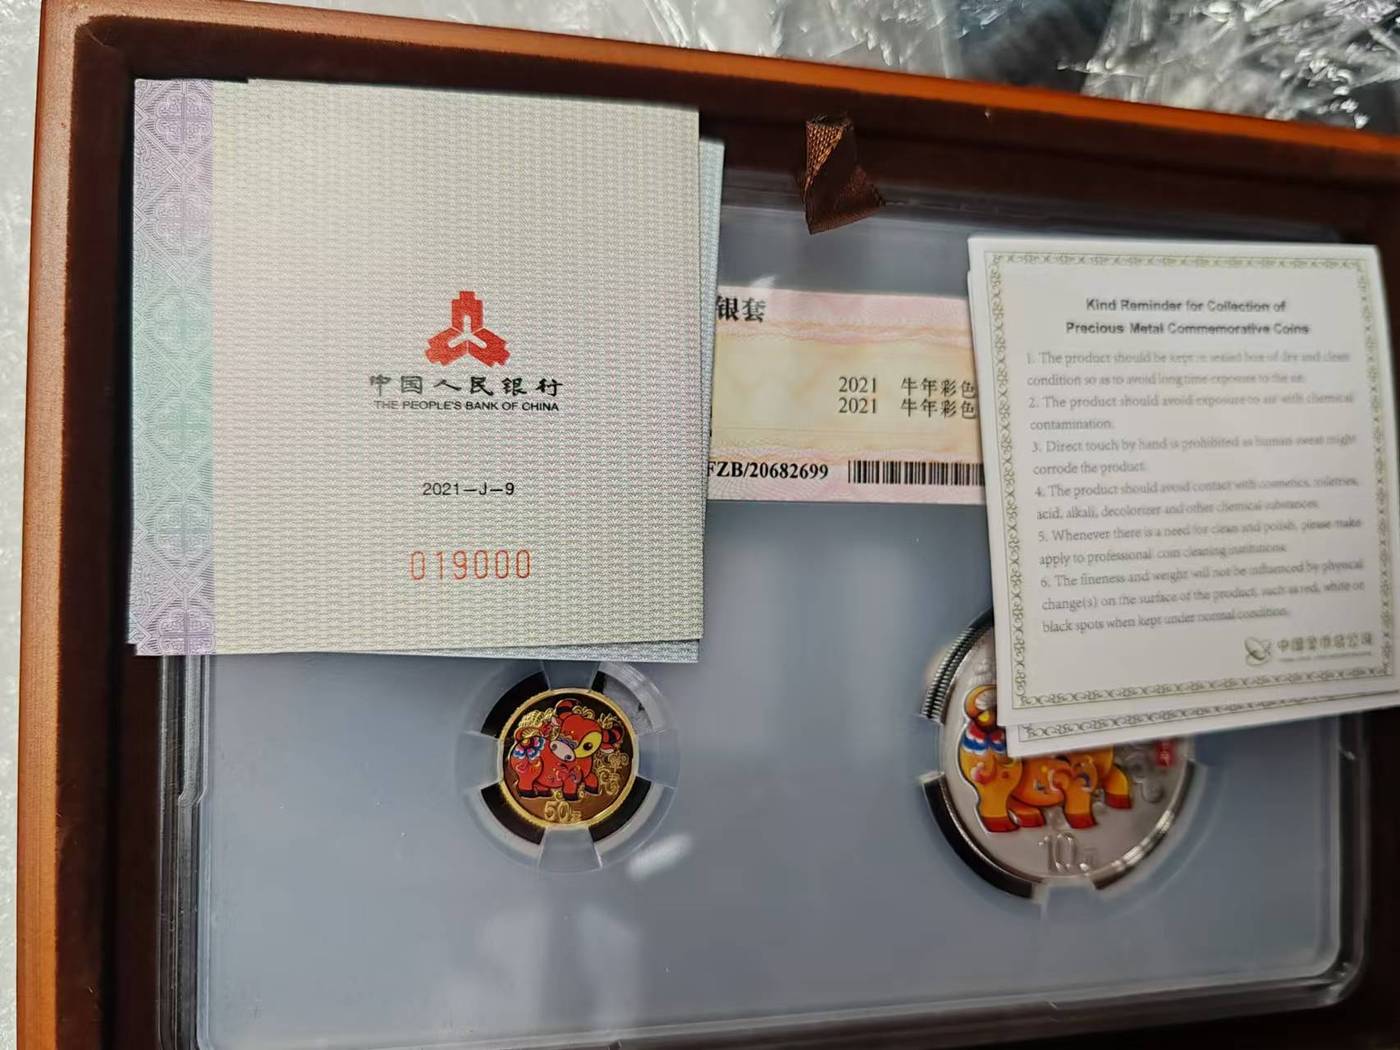 中国人民银行
THE PEOPLE'S BANK OF CHINA
2021-J-9
019000
银套
2021 牛年彩色
2021 牛年彩色
FZB/20682699
Kind Reminder for Collection of
Precious Metal Commemorative Coins
1. The product should be kept in sealed box of dry and clean
condition so as to avoid long time exposure to the air.
2. The product should avoid exposure to air with chemical
contamination.
3. Direct touch by hand is prohibited as human sweat might
corrode the product.
4. The product should avoid contact with cosmetics, toiletries,
acid, alkali, decolorizer and other chemical substances.
5. Whenever there is a need for clean and polish, please make
apply to professional coin cleaning institutions.
6. The fineness and weight will not be influenced by physical
change(s) on the surface of the product, such as red, white or
black spots when kept under normal condition.
中国金币总公司
50元
10元